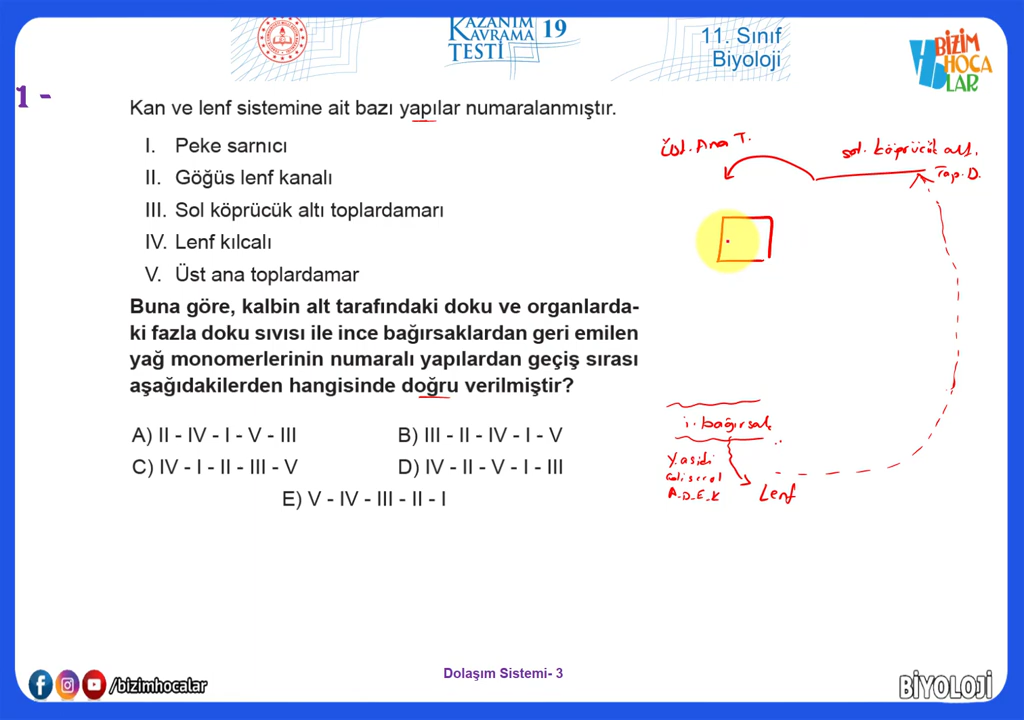 KAZANIM
KAVRAMA 19
TESTİ
11. Sınıf
Biyoloji
BİZİM
HOCA
LAR
1 -
Kan ve lenf sistemine ait bazı yapılar numaralanmıştır.
I. Peke sarnıcı
II. Göğüs lenf kanalı
III. Sol köprücük altı toplardamarı
IV. Lenf kılcalı
V. Üst ana toplardamar
Buna göre, kalbin alt tarafındaki doku ve organlarda-
ki fazla doku sıvısı ile ince bağırsaklardan geri emilen
yağ monomerlerinin numaralı yapılardan geçiş sırası
aşağıdakilerden hangisinde doğru verilmiştir?
A) II - IV - I - V - III
B) III - II - IV - I - V
C) IV - I - II - III - V
D) IV - II - V - I - III
E) V - IV - III - II - I
Üst. Ana T.
sol. köprücük alt.
Top. D.
i. bağırsak
Y. asidi
Gliserol
A.D.E.K
Lenf
Dolaşım Sistemi- 3
/bizimhocalar
BİYOLOJİ